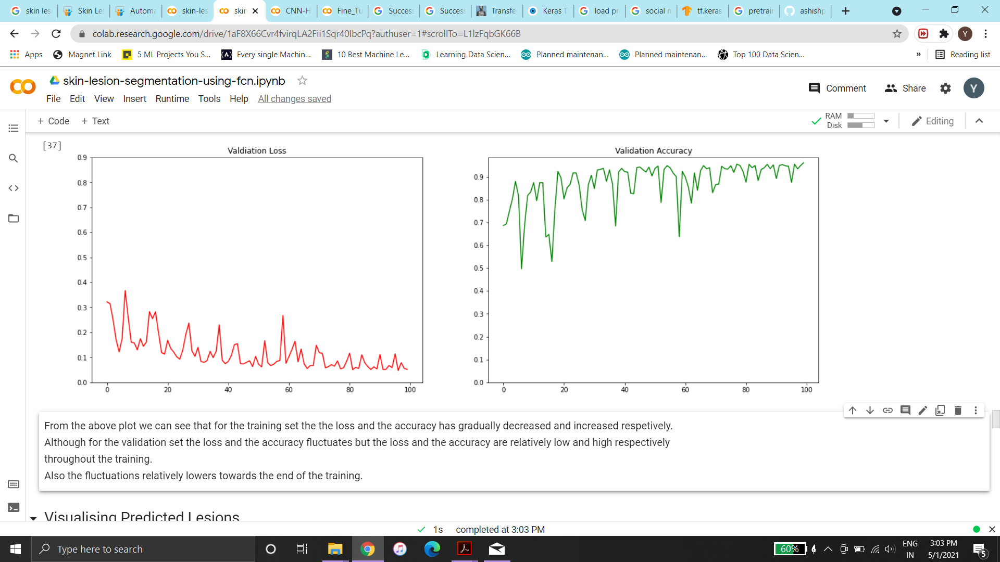 skin les
Skin Le
Automa
skin-les
skin
CNN-H
Fine_Tu
Success
Success
Transfe
Keras T
load pr
social n
tf.keras
pretrain
ashishp
colab.research.google.com/drive/1aF8X66Cvr4fvirqLA2Fii1Sqr40IbcPq?authuser=1#scrollTo=L1lzFqbGK66B
Y
Apps
Magnet Link
5 ML Projects You S...
Every single Machin...
10 Best Machine Le...
Learning Data Scien...
Planned maintenan...
Planned maintenan...
Top 100 Data Scien...
»
Reading list
skin-lesion-segmentation-using-fcn.ipynb
Comment
Share
Y
File Edit View Insert Runtime Tools Help All changes saved
+ Code + Text
RAM
Disk
Editing
[37]
Valdiation Loss
0.9
0.8
0.7
0.6
0.5
0.4
0.3
0.2
0.1
0.0
0 20 40 60 80 100
Validation Accuracy
0.9
0.8
0.7
0.6
0.5
0.4
0.3
0.2
0.1
0.0
0 20 40 60 80 100
From the above plot we can see that for the training set the the loss and the accuracy has gradually decreased and increased respetively.
Although for the validation set the loss and the accuracy fluctuates but the loss and the accuracy are relatively low and high respectively
throughout the training.
Also the fluctuations relatively lowers towards the end of the training.
Visualising Predicted Lesions
1s completed at 3:03 PM
Type here to search
60%
ENG
IN
3:03 PM
5/1/2021
5